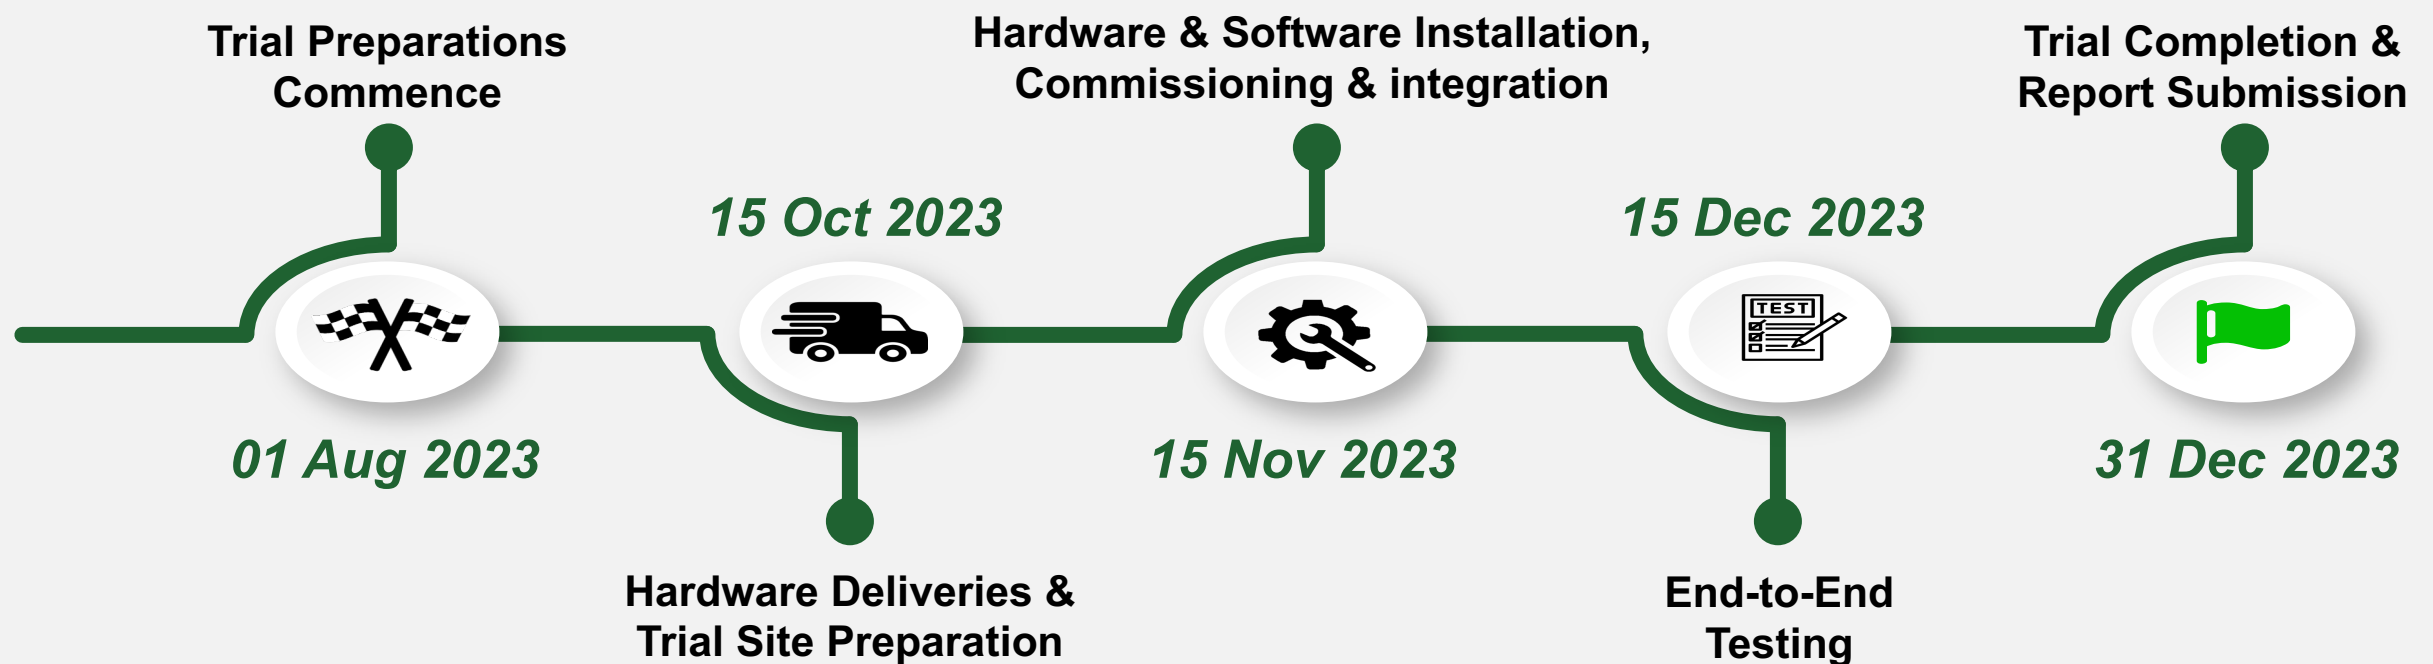 Trial Preparations
Commence
01 Aug 2023
15 Oct 2023
Hardware Deliveries &
Trial Site Preparation
Hardware & Software Installation,
Commissioning & integration
15 Nov 2023
15 Dec 2023
TEST
End-to-End
Testing
Trial Completion &
Report Submission
31 Dec 2023